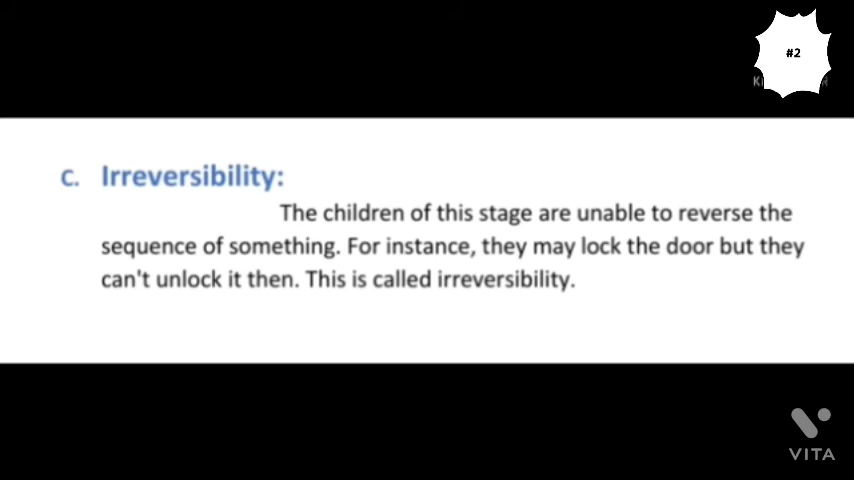 #2
c. Irreversibility:
The children of this stage are unable to reverse the
sequence of something. For instance, they may lock the door but they
can't unlock it then. This is called irreversibility.
VITA